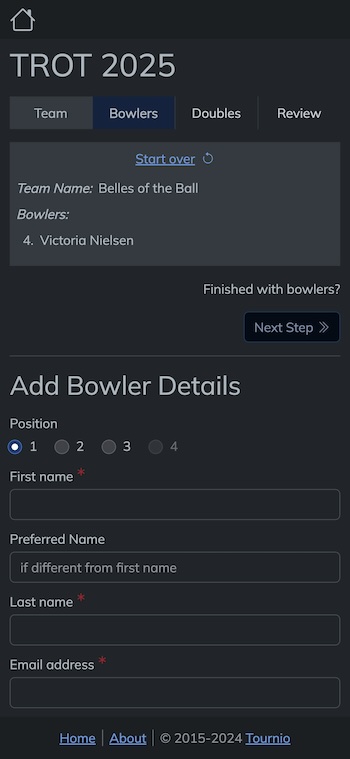 TROT 2025
Team Bowlers Doubles Review
Start over
Team Name: Belles of the Ball
Bowlers:
4. Victoria Nielsen
Finished with bowlers?
Next Step
Add Bowler Details
Position
1 2 3 4
First name *
Preferred Name
if different from first name
Last name *
Email address *
Home | About | © 2015-2024 Tournio